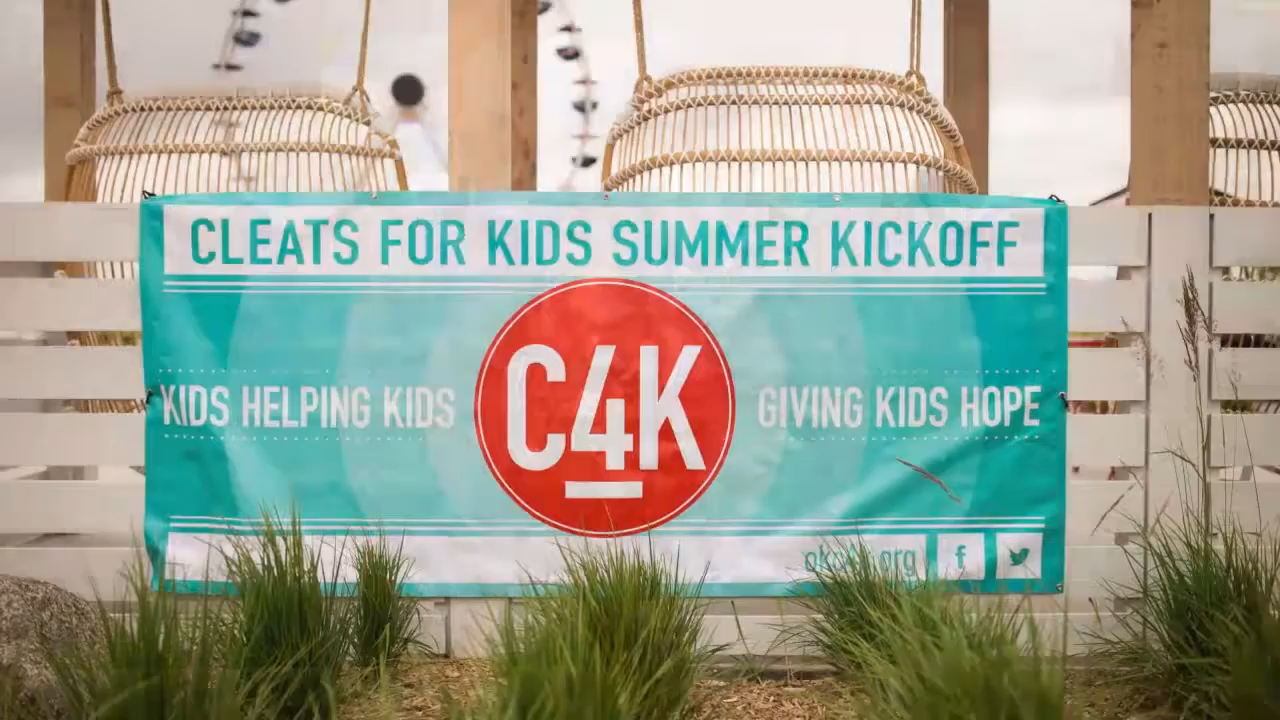 CLEATS FOR KIDS SUMMER KICKOFF
KIDS HELPING KIDS
C4K
GIVING KIDS HOPE